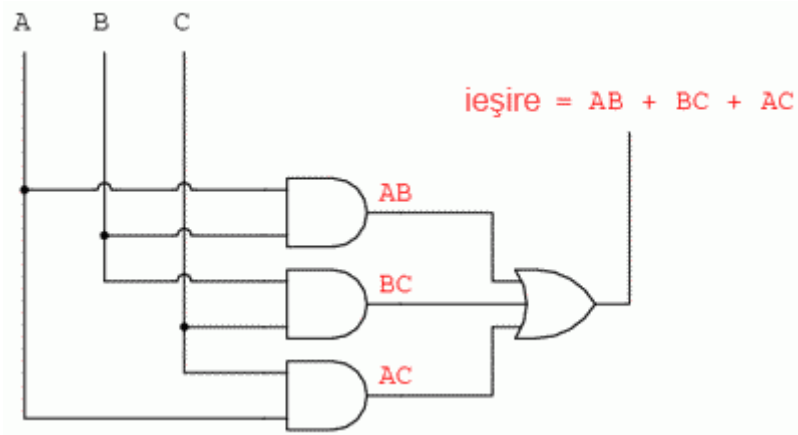 A B C
ieşire = AB + BC + AC
AB
BC
AC